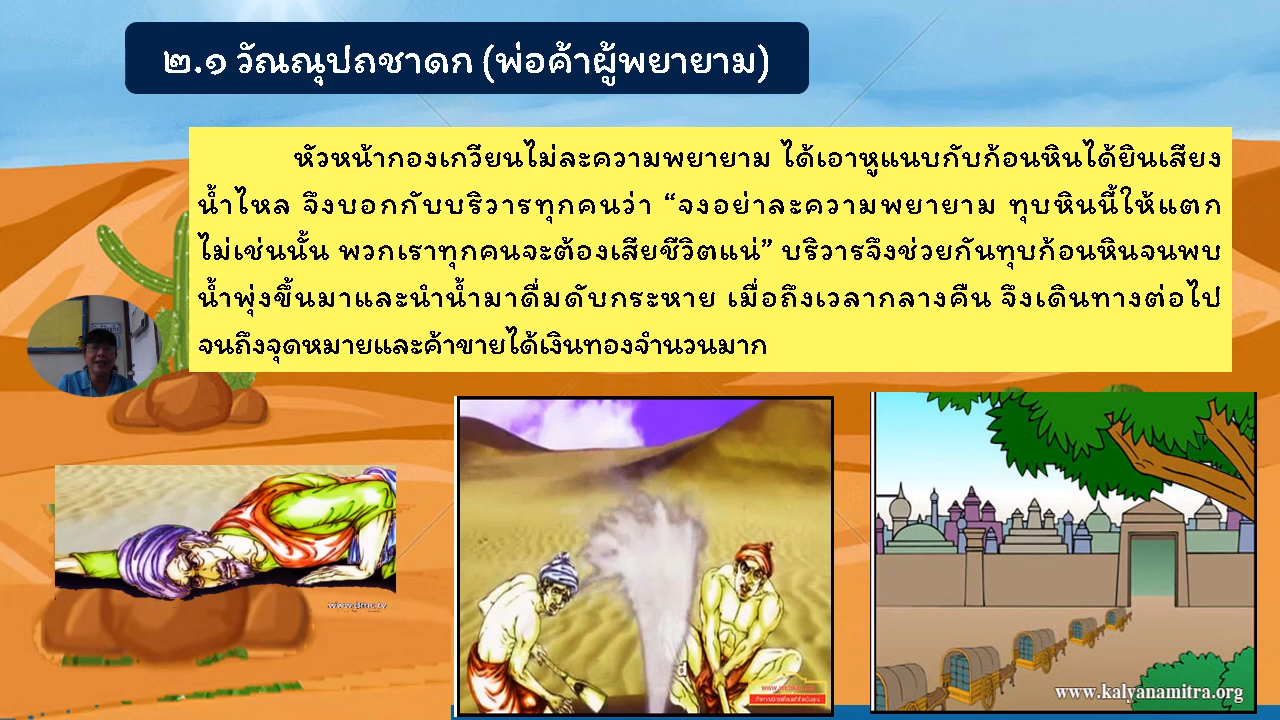 ๒.๑ วัณณุปถชาดก (พ่อค้าผู้พยายาม)
หัวหน้ากองเกวียนไม่ละความพยายาม ได้เอาหูแนบกับก้อนหินได้ยินเสียง
น้ำไหล จึงบอกกับบริวารทุกคนว่า “จงอย่าละความพยายาม ทุบหินนี้ให้แตก
ไม่เช่นนั้น พวกเราทุกคนจะต้องเสียชีวิตแน่” บริวารจึงช่วยกันทุบก้อนหินจนพบ
น้ำพุ่งขึ้นมาและนำน้ำมาดื่มดับกระหาย เมื่อถึงเวลากลางคืน จึงเดินทางต่อไป
จนถึงจุดหมายและค้าขายได้เงินทองจำนวนมาก
www.dmc.tv
www.kalyanamitra.org